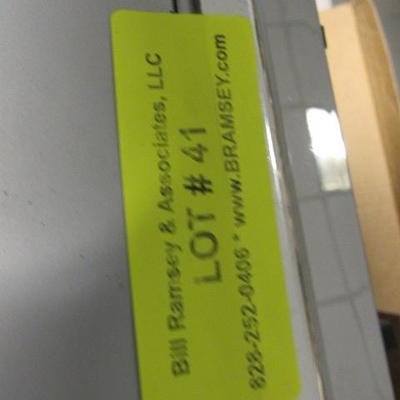 Bill Ramsey & Associates, LLC
LOT # 41
828-252-0406 * www.BRAMSEY.com